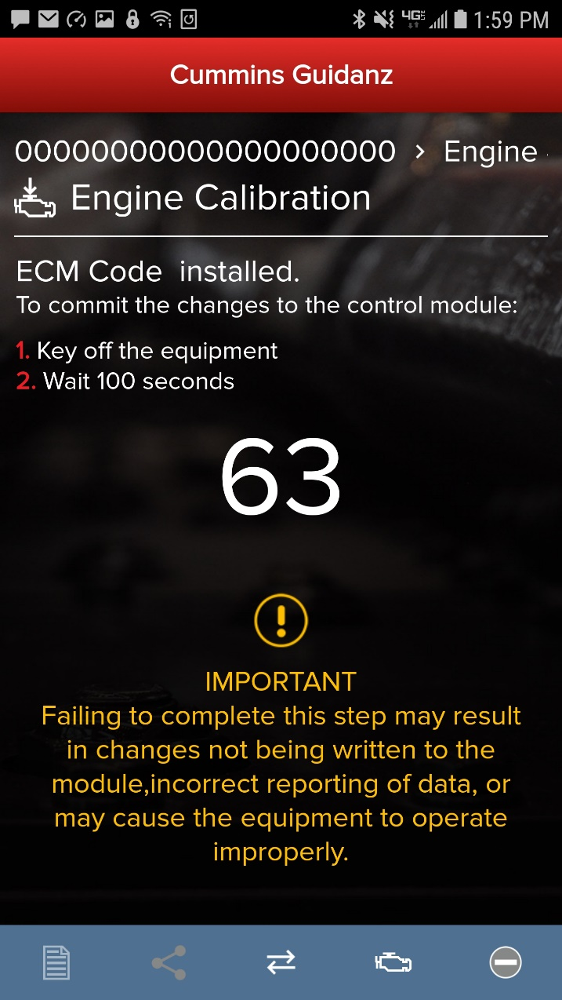 4G LTE 1:59 PM
Cummins Guidanz
00000000000000000000 > Engine
Engine Calibration
ECM Code installed.
To commit the changes to the control module:
1. Key off the equipment
2. Wait 100 seconds
63
IMPORTANT
Failing to complete this step may result
in changes not being written to the
module,incorrect reporting of data, or
may cause the equipment to operate
improperly.